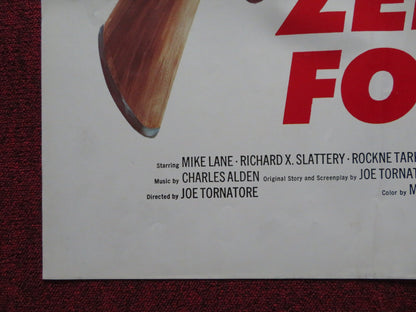 ZE
FO
Starring MIKE LANE · RICHARD X. SLATTERY · ROCKNE TAR
Music by CHARLES ALDEN Original Story and Screenplay by JOE TORNAT
Directed by JOE TORNATORE Color by M